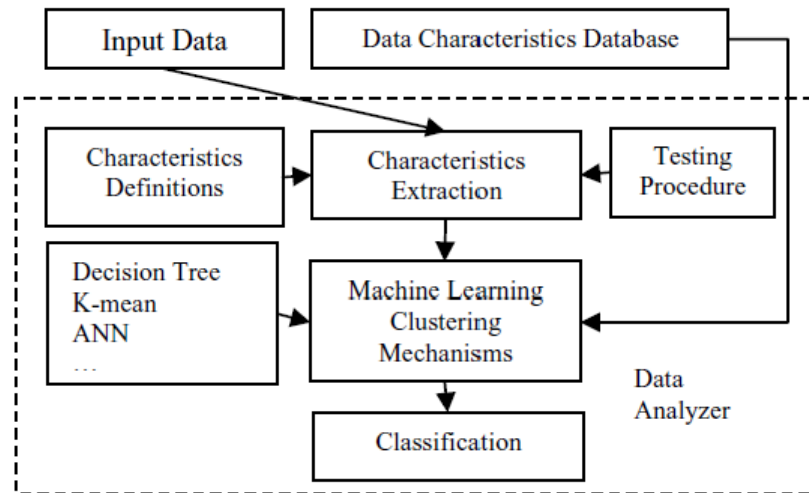 Input Data
Data Characteristics Database
Characteristics
Definitions
Characteristics
Extraction
Testing
Procedure
Decision Tree
K-mean
ANN
…
Machine Learning
Clustering
Mechanisms
Data
Analyzer
Classification